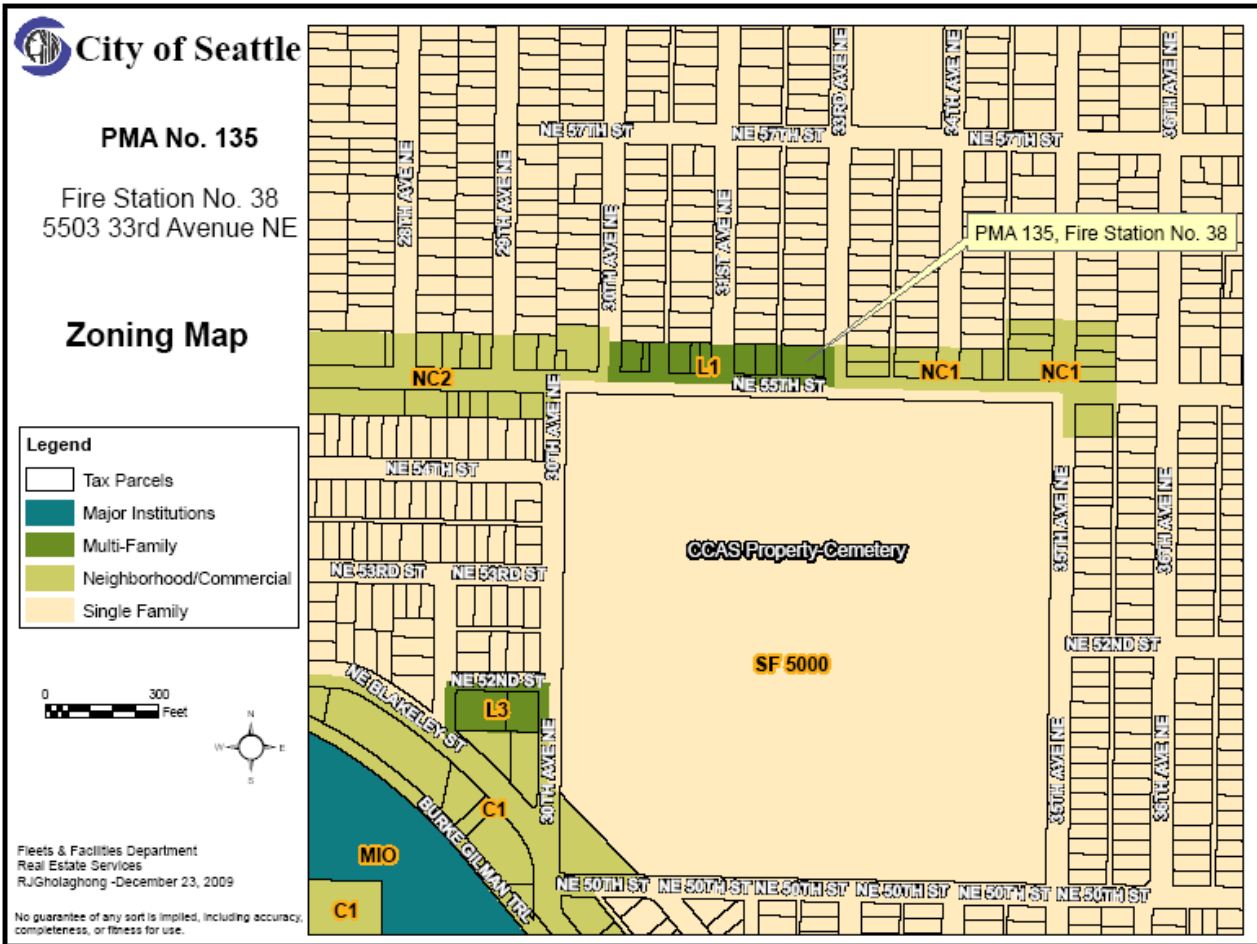 City of Seattle
PMA No. 135
Fire Station No. 38
5503 33rd Avenue NE
Zoning Map
Legend
Tax Parcels
Major Institutions
Multi-Family
Neighborhood/Commercial
Single Family
0 300
Feet
N
W E
S
Fleets & Facilities Department
Real Estate Services
RJGholaghong -December 23, 2009
No guarantee of any sort is implied, including accuracy,
completeness, or fitness for use.
28TH AVE NE
29TH AVE NE
30TH AVE NE
31ST AVE NE
33RD AVE NE
34TH AVE NE
36TH AVE NE
NE 57TH ST
NE 57TH ST
NE 57TH ST
PMA 135, Fire Station No. 38
NC2
L1
NC1
NC1
NE 55TH ST
30TH AVE NE
NE 54TH ST
NE 53RD ST
NE 53RD ST
CCAS Property-Cemetery
35TH AVE NE
36TH AVE NE
NE 52ND ST
SF 5000
NE 52ND ST
L3
NE BLAKELEY ST
30TH AVE NE
35TH AVE NE
36TH AVE NE
C1
BURKE GILMAN TRL
MIO
C1
NE 50TH ST
NE 50TH ST
NE 50TH ST
NE 50TH ST
NE 50TH ST
NE 50TH ST